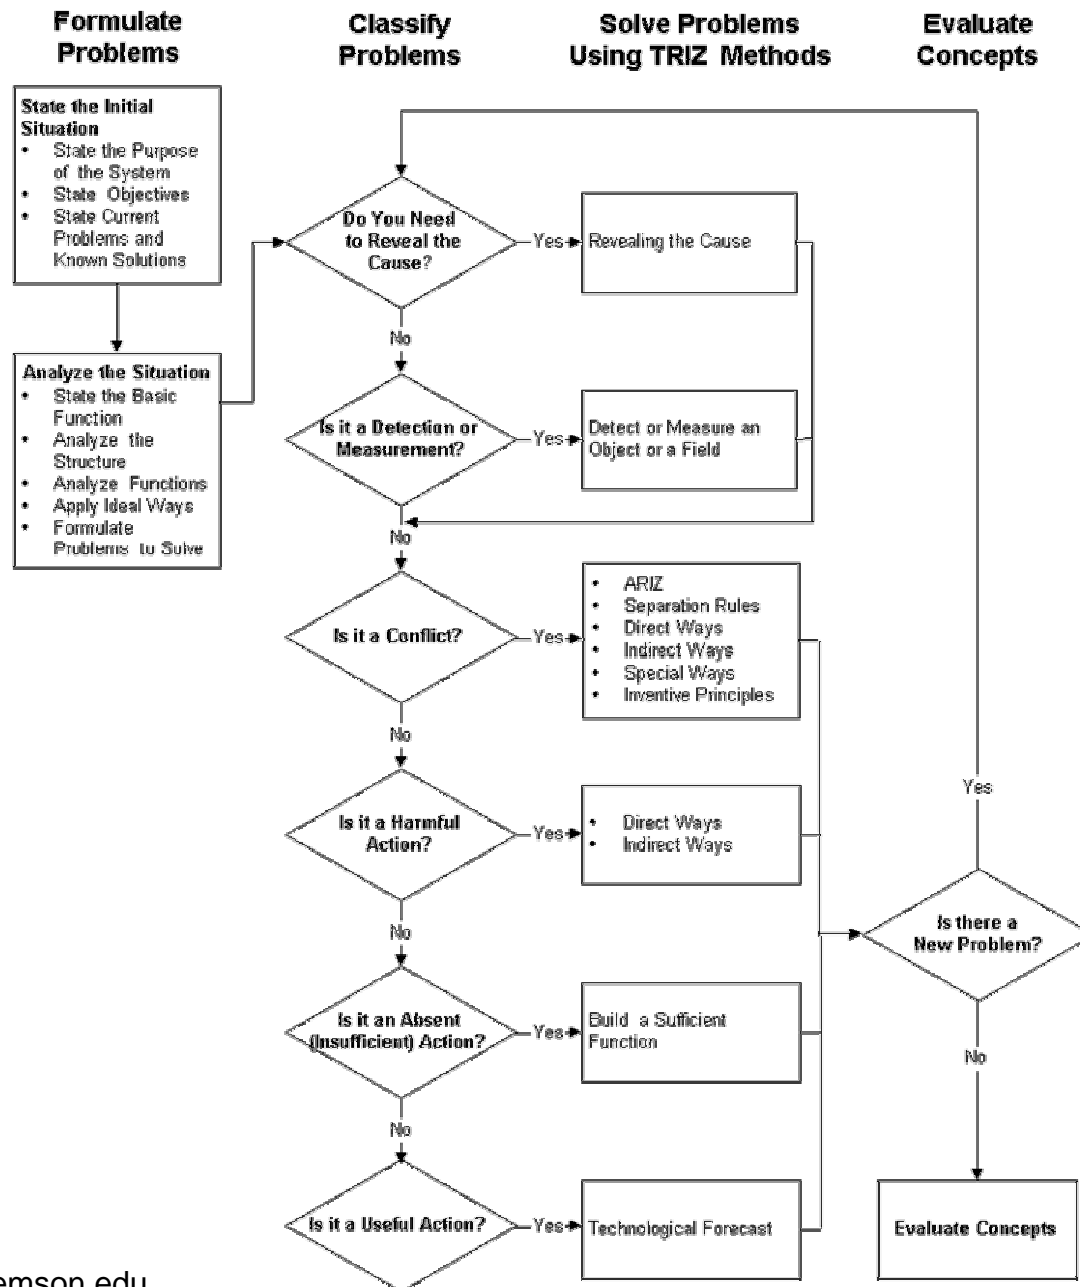 Formulate
Problems
Classify
Problems
Solve Problems
Using TRIZ Methods
Evaluate
Concepts
State the Initial
Situation
• State the Purpose
of the System
• State Objectives
• State Current
Problems and
Known Solutions
Analyze the Situation
• State the Basic
Function
• Analyze the
Structure
• Analyze Functions
• Apply Ideal Ways
• Formulate
Problems to Solve
Do You Need
to Reveal the
Cause?
Yes
Revealing the Cause
No
Is it a Detection or
Measurement?
Yes
Detect or Measure an
Object or a Field
No
Is it a Conflict?
Yes
• ARIZ
• Separation Rules
• Direct Ways
• Indirect Ways
• Special Ways
• Inventive Principles
No
Is it a Harmful
Action?
Yes
• Direct Ways
• Indirect Ways
No
Is it an Absent
(Insufficient) Action?
Yes
Build a Sufficient
Function
No
Is it a Useful Action?
Yes
Technological Forecast
Yes
Is there a
New Problem?
No
Evaluate Concepts
emson.edu